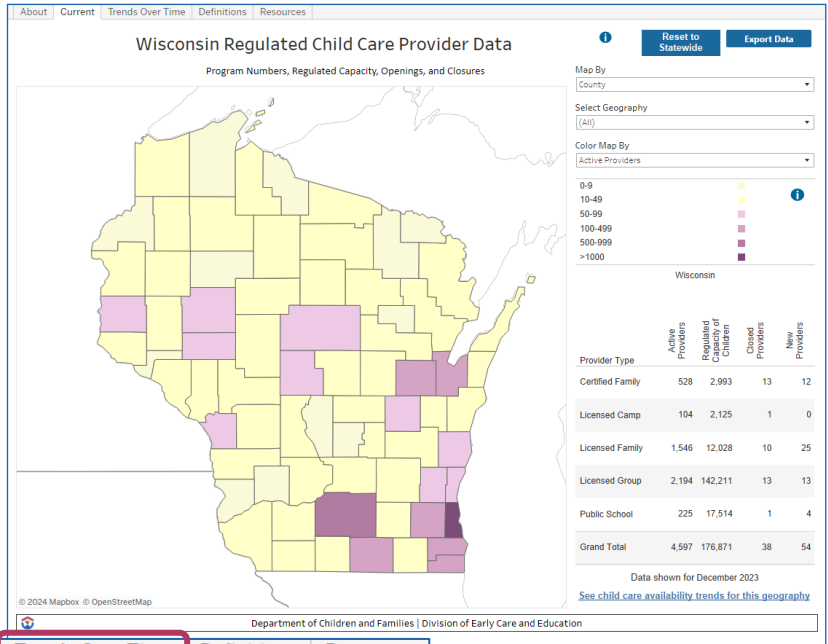 About Current Trends Over Time Definitions Resources
Wisconsin Regulated Child Care Provider Data
Program Numbers, Regulated Capacity, Openings, and Closures
Reset to
Statewide
Export Data
Map By
County
Select Geography
(All)
Color Map By
Active Providers
0-9
10-49
50-99
100-499
500-999
>1000
Wisconsin
Provider Type Active Providers Regulated Capacity of Children Closed Providers New Providers
Certified Family 528 2,993 13 12
Licensed Camp 104 2,125 1 0
Licensed Family 1,546 12,028 10 25
Licensed Group 2,194 142,211 13 13
Public School 225 17,514 1 4
Grand Total 4,597 176,871 38 54
Data shown for December 2023
See child care availability trends for this geography
© 2024 Mapbox © OpenStreetMap
Department of Children and Families | Division of Early Care and Education